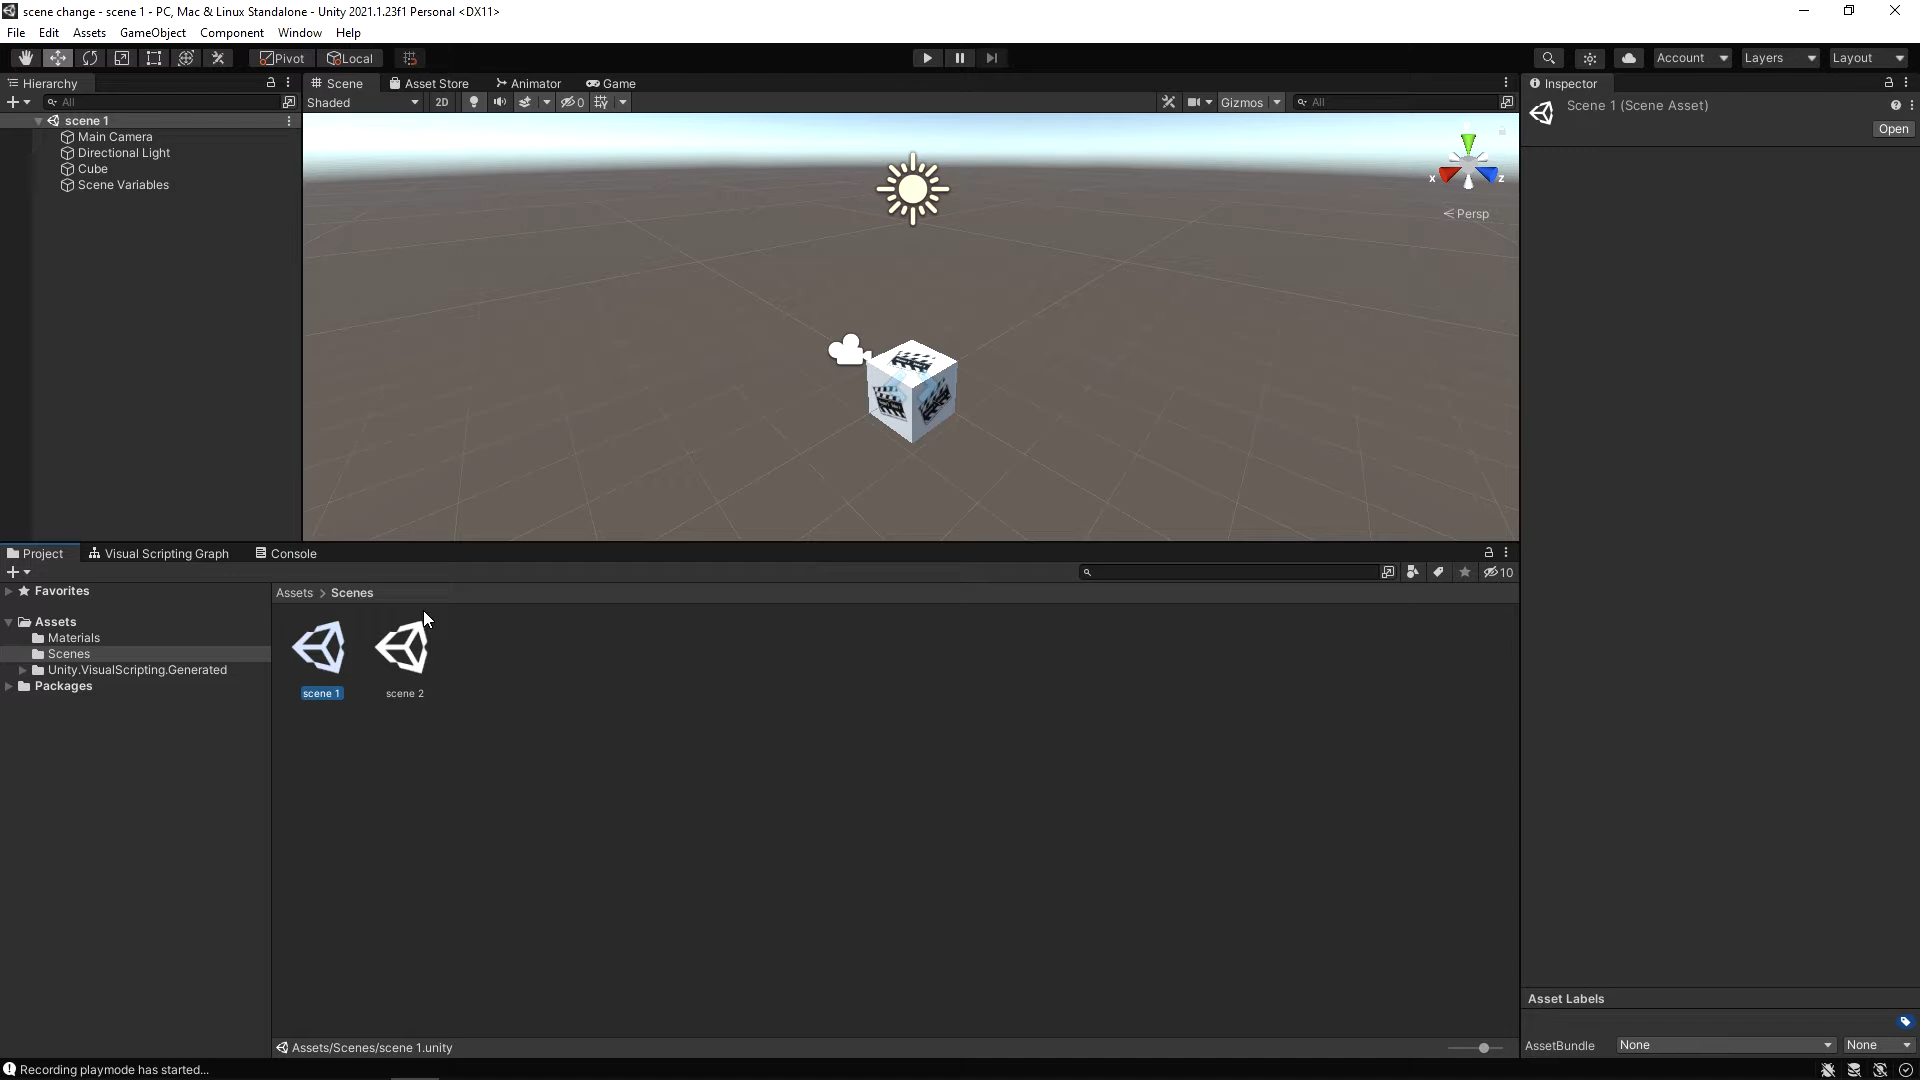 scene change - scene 1 - PC, Mac & Linux Standalone - Unity 2021.1.23f1 Personal <DX11>
File Edit Assets GameObject Component Window Help
Pivot Local Account Layers Layout
Hierarchy
All
scene 1
Main Camera
Directional Light
Cube
Scene Variables
Scene Asset Store Animator Game
Shaded 2D 0 Gizmos All
x z
Persp
Inspector
Scene 1 (Scene Asset)
Open
Project Visual Scripting Graph Console
10
Favorites
Assets
Materials
Scenes
Unity.VisualScripting.Generated
Packages
Assets > Scenes
scene 1 scene 2
Assets/Scenes/scene 1.unity
Asset Labels
AssetBundle None None
Recording playmode has started...